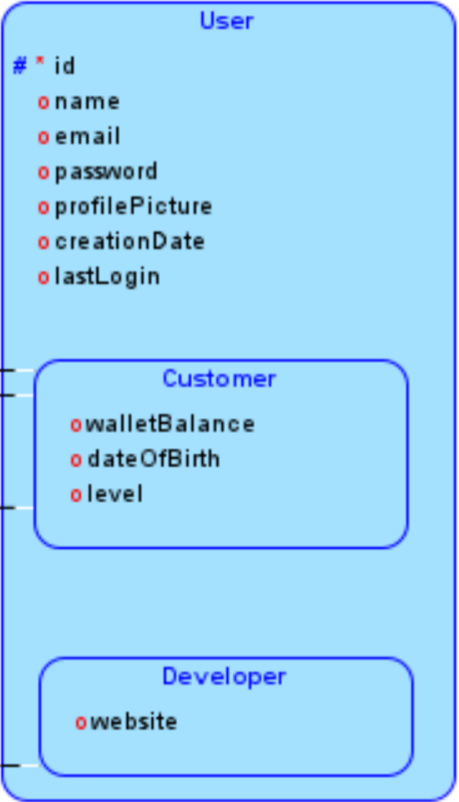 User
# * id
o name
o email
o password
o profilePicture
o creationDate
o lastLogin
Customer
o walletBalance
o dateOfBirth
o level
Developer
o website